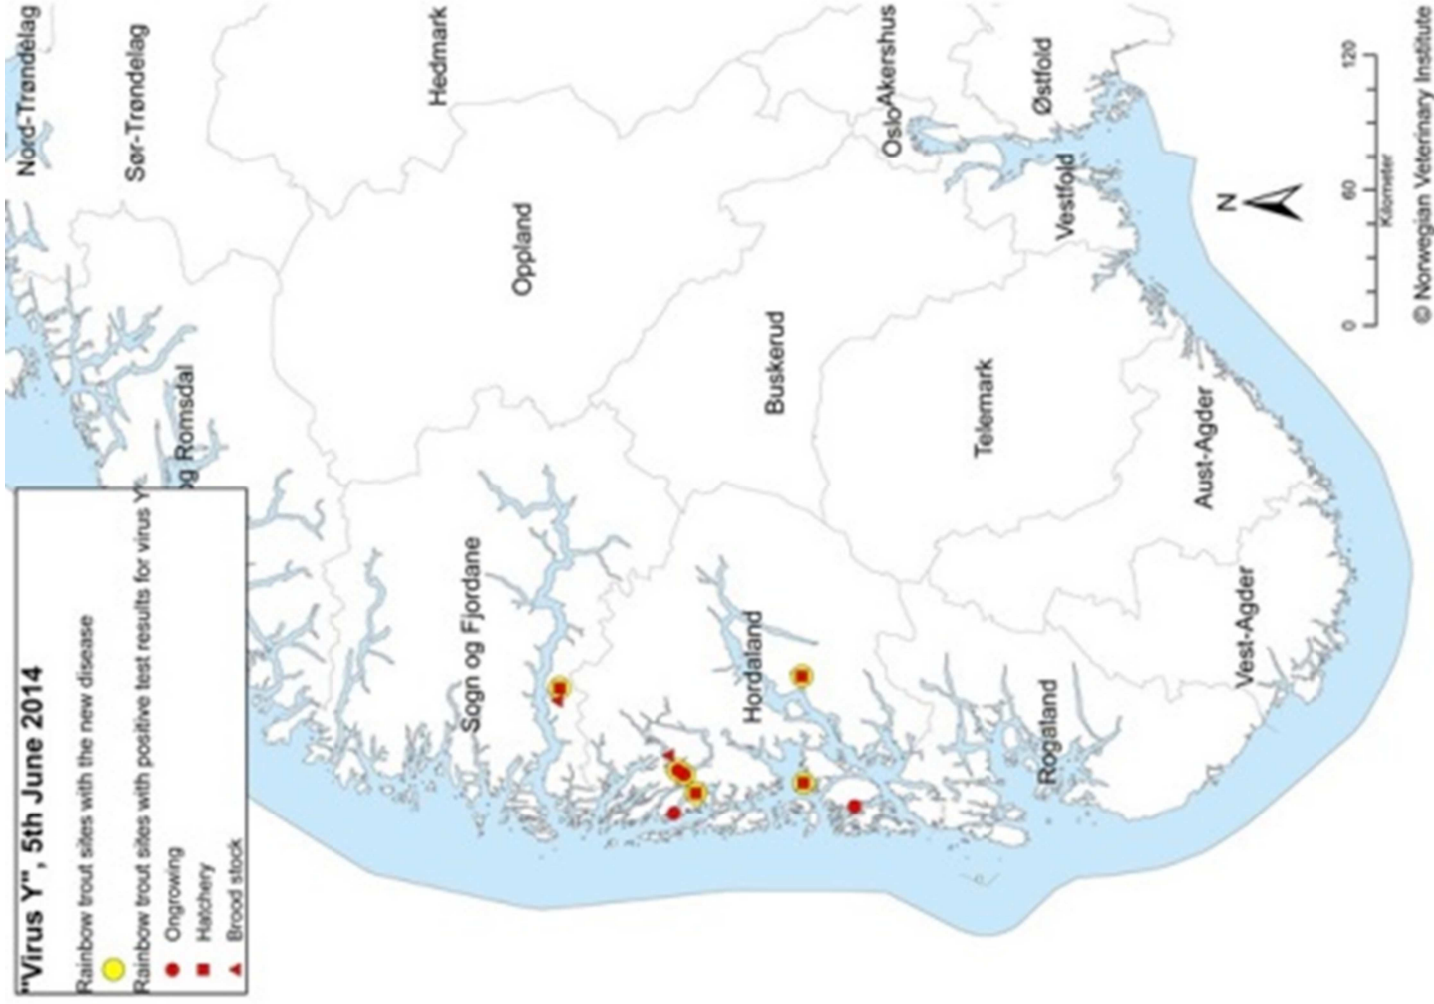 "Virus Y", 5th June 2014
Rainbow trout sites with the new disease
Rainbow trout sites with positive test results for virus Y
Ongrowing
Hatchery
Brood stock
Nord-Trøndelag
Sør-Trøndelag
og Romsdal
Hedmark
Oppland
Sogn og Fjordane
Buskerud
Hordaland
Oslo
Akershus
Østfold
Vestfold
Telemark
Aust-Agder
Vest-Agder
Rogaland
N
0 60 120
Kilometer
© Norwegian Veterinary Institute